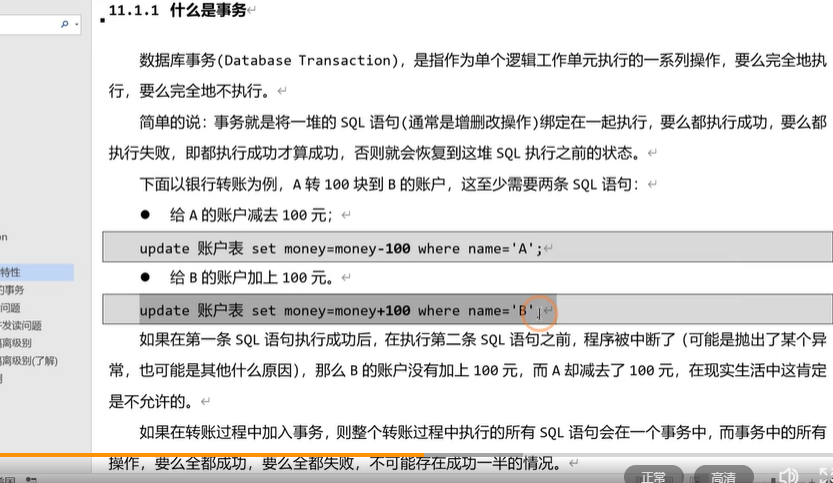 11.1.1 什么是事务
数据库事务(Database Transaction)，是指作为单个逻辑工作单元执行的一系列操作，要么完全地执
行，要么完全地不执行。
简单的说：事务就是将一堆的 SQL 语句(通常是增删改操作)绑定在一起执行，要么都执行成功，要么都
执行失败，即都执行成功才算成功，否则就会恢复到这堆 SQL 执行之前的状态。
下面以银行转账为例，A 转 100 块到 B 的账户，这至少需要两条 SQL 语句：
● 给 A 的账户减去 100 元；
on
update 账户表 set money=money-100 where name='A';
特性
● 给 B 的账户加上 100 元。
的事务
问题
update 账户表 set money=money+100 where name='B'
发读问题
离级别
如果在第一条 SQL 语句执行成功后，在执行第二条 SQL 语句之前，程序被中断了（可能是抛出了某个异
离级别(了解)
常，也可能是其他什么原因），那么 B 的账户没有加上 100 元，而 A 却减去了 100 元，在现实生活中这肯定
是不允许的。
如果在转账过程中加入事务，则整个转账过程中执行的所有 SQL 语句会在一个事务中，而事务中的所有
操作，要么全都成功，要么全都失败，不可能存在成功一半的情况。
正常
高清